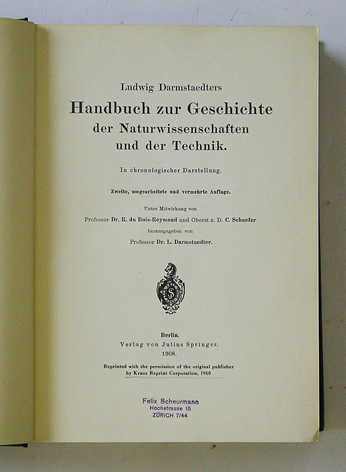 Ludwig Darmstaedters
Handbuch zur Geschichte
der Naturwissenschaften
und der Technik.
In chronologischer Darstellung.
Zweite, umgearbeitete und vermehrte Auflage.
Unter Mitwirkung von
Professor Dr. R. du Bois-Reymond und Oberst z. D. C. Schaefer
herausgegeben von
Professor Dr. L. Darmstaedter.
S
Berlin.
Verlag von Julius Springer.
1908.
Reprinted with the permission of the original publisher
by Kraus Reprint Corporation, 1960
Felix Scheurmann
Hochstrasse 15
ZÜRICH 7/44